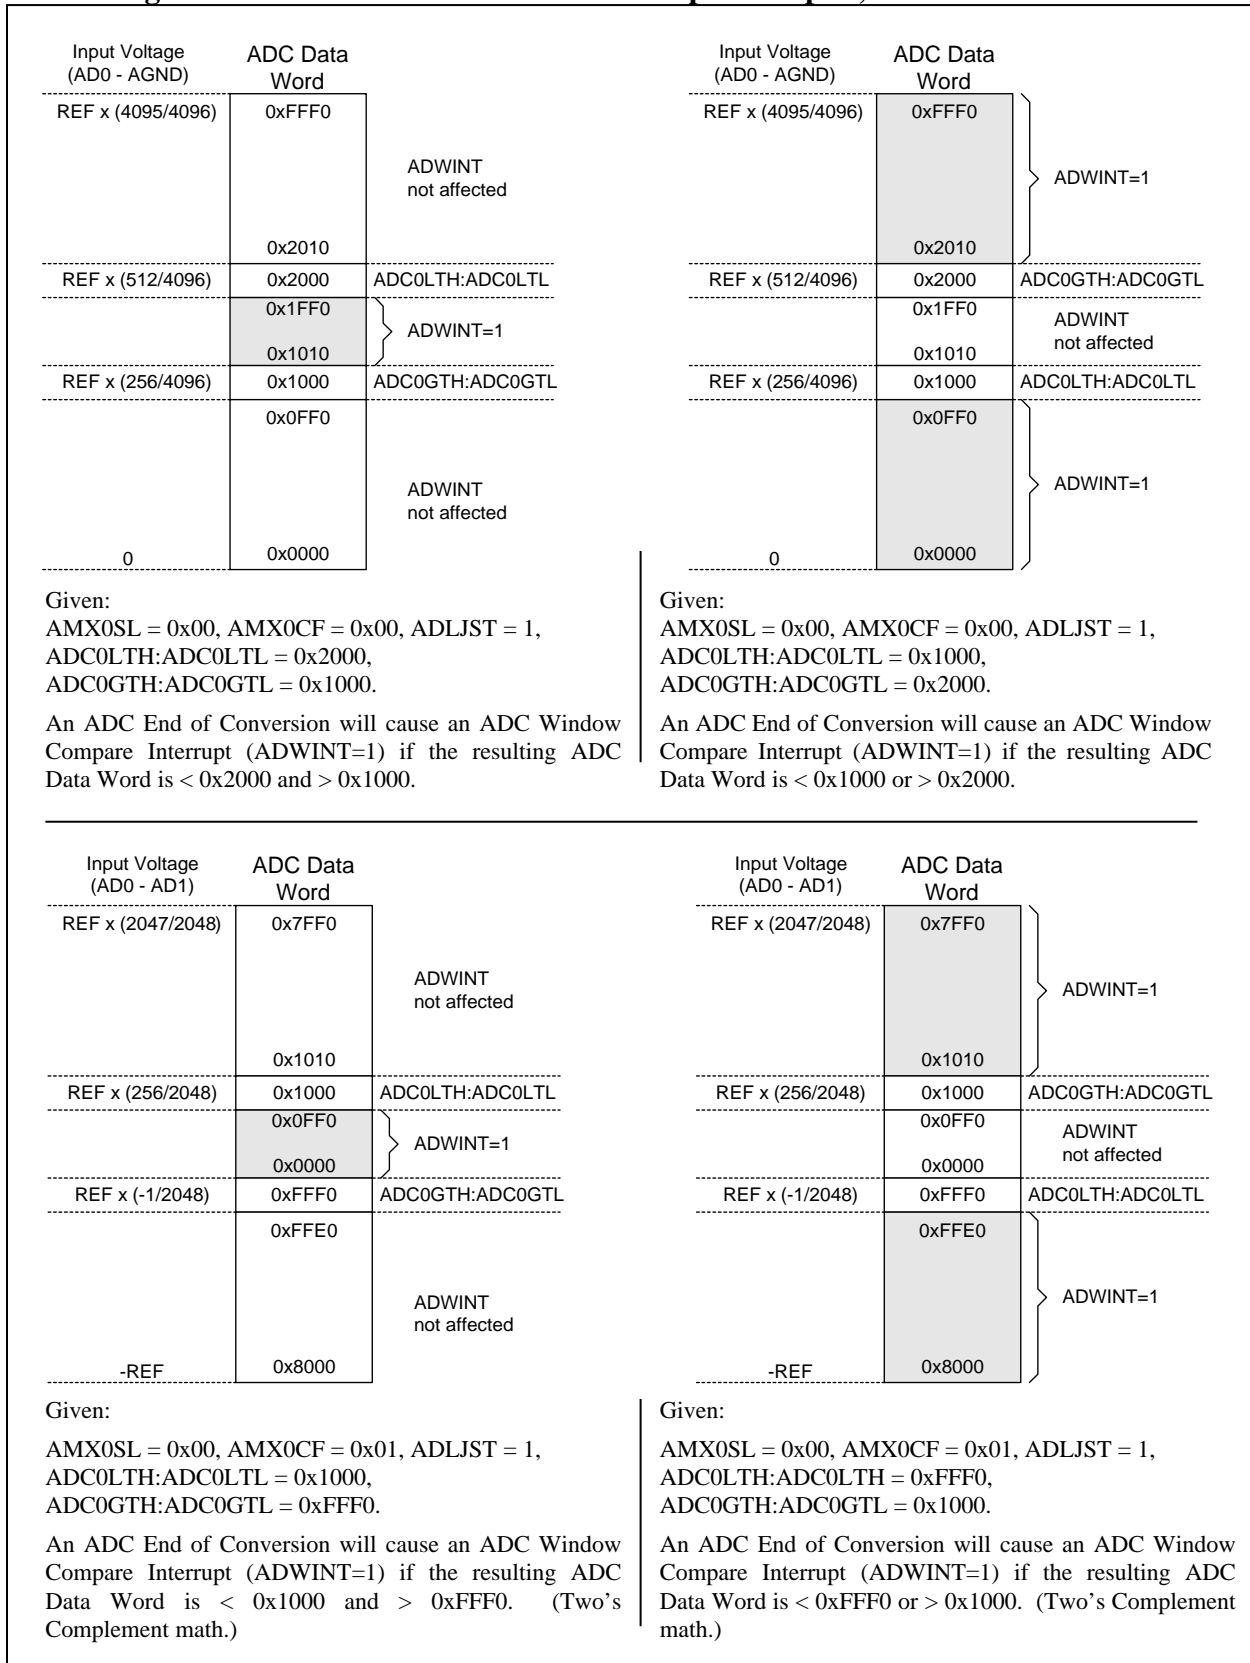 Input Voltage
(AD0 - AGND)
ADC Data
Word
REF x (4095/4096)
0xFFF0
ADWINT
not affected
0x2010
REF x (512/4096)
0x2000
ADC0LTH:ADC0LTL
0x1FF0
ADWINT=1
0x1010
REF x (256/4096)
0x1000
ADC0GTH:ADC0GTL
0x0FF0
ADWINT
not affected
0
0x0000
Given:
AMX0SL = 0x00, AMX0CF = 0x00, ADLJST = 1,
ADC0LTH:ADC0LTL = 0x2000,
ADC0GTH:ADC0GTL = 0x1000.
An ADC End of Conversion will cause an ADC Window
Compare Interrupt (ADWINT=1) if the resulting ADC
Data Word is < 0x2000 and > 0x1000.
Input Voltage
(AD0 - AGND)
ADC Data
Word
REF x (4095/4096)
0xFFF0
ADWINT=1
0x2010
REF x (512/4096)
0x2000
ADC0GTH:ADC0GTL
0x1FF0
ADWINT
not affected
0x1010
REF x (256/4096)
0x1000
ADC0LTH:ADC0LTL
0x0FF0
ADWINT=1
0
0x0000
Given:
AMX0SL = 0x00, AMX0CF = 0x00, ADLJST = 1,
ADC0LTH:ADC0LTL = 0x1000,
ADC0GTH:ADC0GTL = 0x2000.
An ADC End of Conversion will cause an ADC Window
Compare Interrupt (ADWINT=1) if the resulting ADC
Data Word is < 0x1000 or > 0x2000.
Input Voltage
(AD0 - AD1)
ADC Data
Word
REF x (2047/2048)
0x7FF0
ADWINT
not affected
0x1010
REF x (256/2048)
0x1000
ADC0LTH:ADC0LTL
0x0FF0
ADWINT=1
0x0000
REF x (-1/2048)
0xFFF0
ADC0GTH:ADC0GTL
0xFFE0
ADWINT
not affected
-REF
0x8000
Given:
AMX0SL = 0x00, AMX0CF = 0x01, ADLJST = 1,
ADC0LTH:ADC0LTL = 0x1000,
ADC0GTH:ADC0GTL = 0xFFF0.
An ADC End of Conversion will cause an ADC Window
Compare Interrupt (ADWINT=1) if the resulting ADC
Data Word is < 0x1000 and > 0xFFF0. (Two's
Complement math.)
Input Voltage
(AD0 - AD1)
ADC Data
Word
REF x (2047/2048)
0x7FF0
ADWINT=1
0x1010
REF x (256/2048)
0x1000
ADC0GTH:ADC0GTL
0x0FF0
ADWINT
not affected
0x0000
REF x (-1/2048)
0xFFF0
ADC0LTH:ADC0LTL
0xFFE0
ADWINT=1
-REF
0x8000
Given:
AMX0SL = 0x00, AMX0CF = 0x01, ADLJST = 1,
ADC0LTH:ADC0LTH = 0xFFF0,
ADC0GTH:ADC0GTL = 0x1000.
An ADC End of Conversion will cause an ADC Window
Compare Interrupt (ADWINT=1) if the resulting ADC
Data Word is < 0xFFF0 or > 0x1000. (Two's Complement
math.)